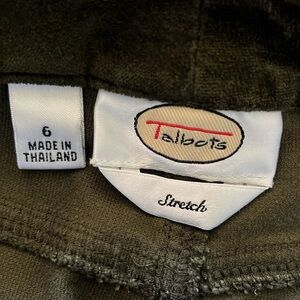 6
MADE IN
THAILAND
Talbots
Stretch